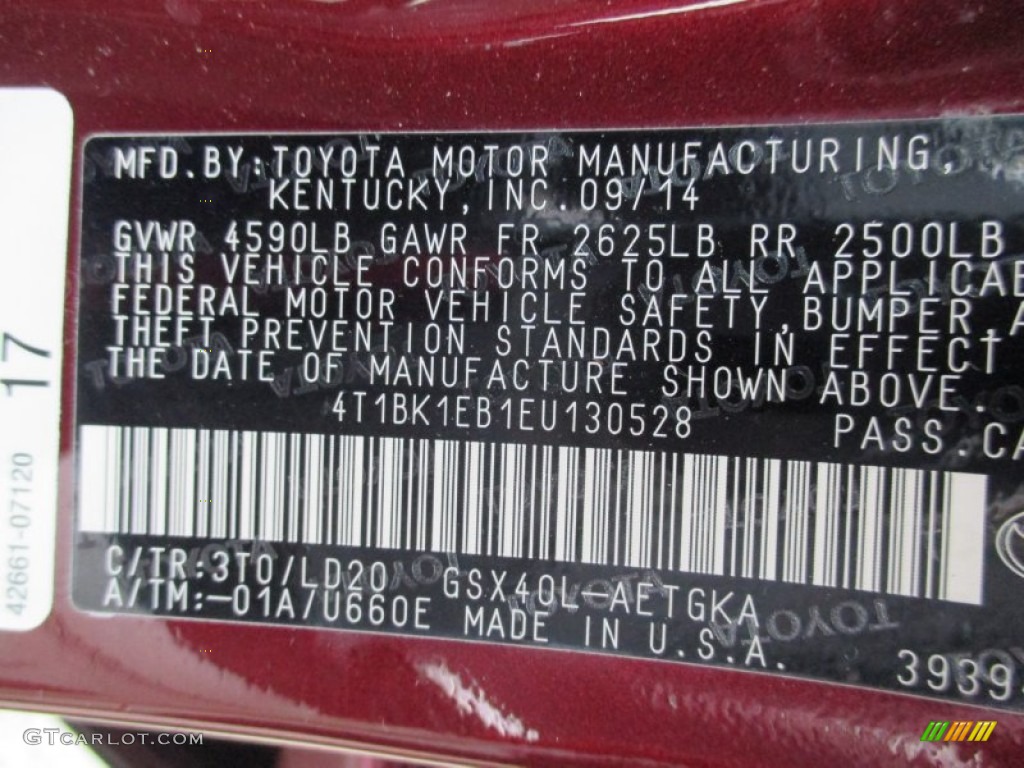 MFD.BY:TOYOTA MOTOR MANUFACTURING,
KENTUCKY,INC.09/14
GVWR 4590LB GAWR FR 2625LB RR 2500LB
THIS VEHICLE CONFORMS TO ALL APPLICAB
FEDERAL MOTOR VEHICLE SAFETY,BUMPER,A
THEFT PREVENTION STANDARDS IN EFFECT
THE DATE OF MANUFACTURE SHOWN ABOVE.
4T1BK1EB1EU130528 PASS.CA
C/TR:3T0/LD20 GSX40L-AETGKA
A/TM:-01A/U660E MADE IN U.S.A.
3939
17
42661-07120
GTCarLot.com